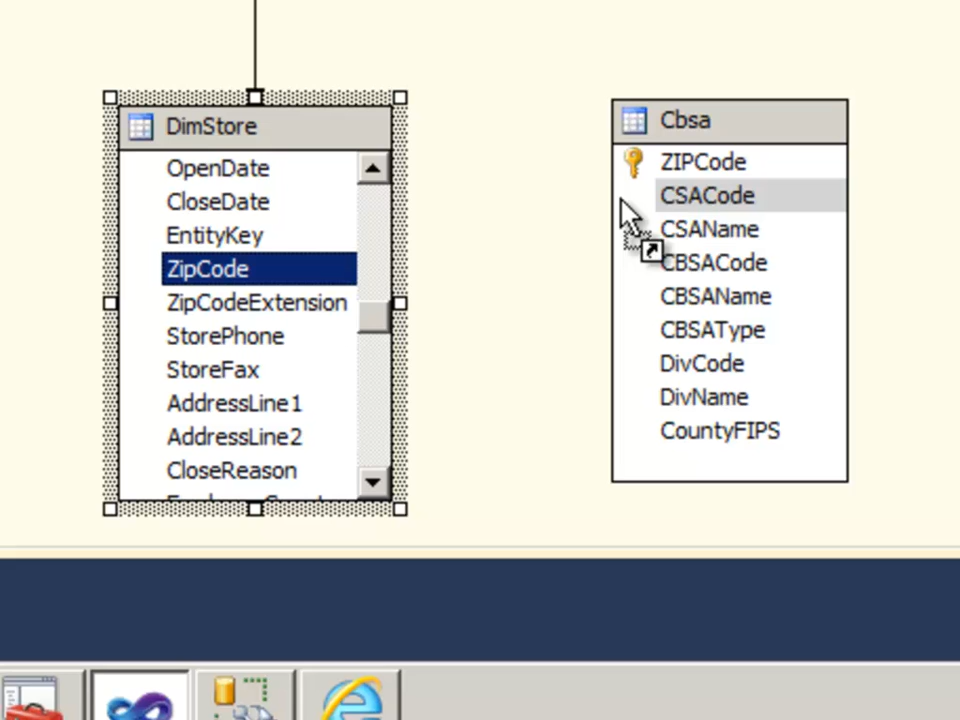 DimStore
OpenDate
CloseDate
EntityKey
ZipCode
ZipCodeExtension
StorePhone
StoreFax
AddressLine1
AddressLine2
CloseReason
Cbsa
ZIPCode
CSACode
CSAName
CBSACode
CBSAName
CBSAType
DivCode
DivName
CountyFIPS